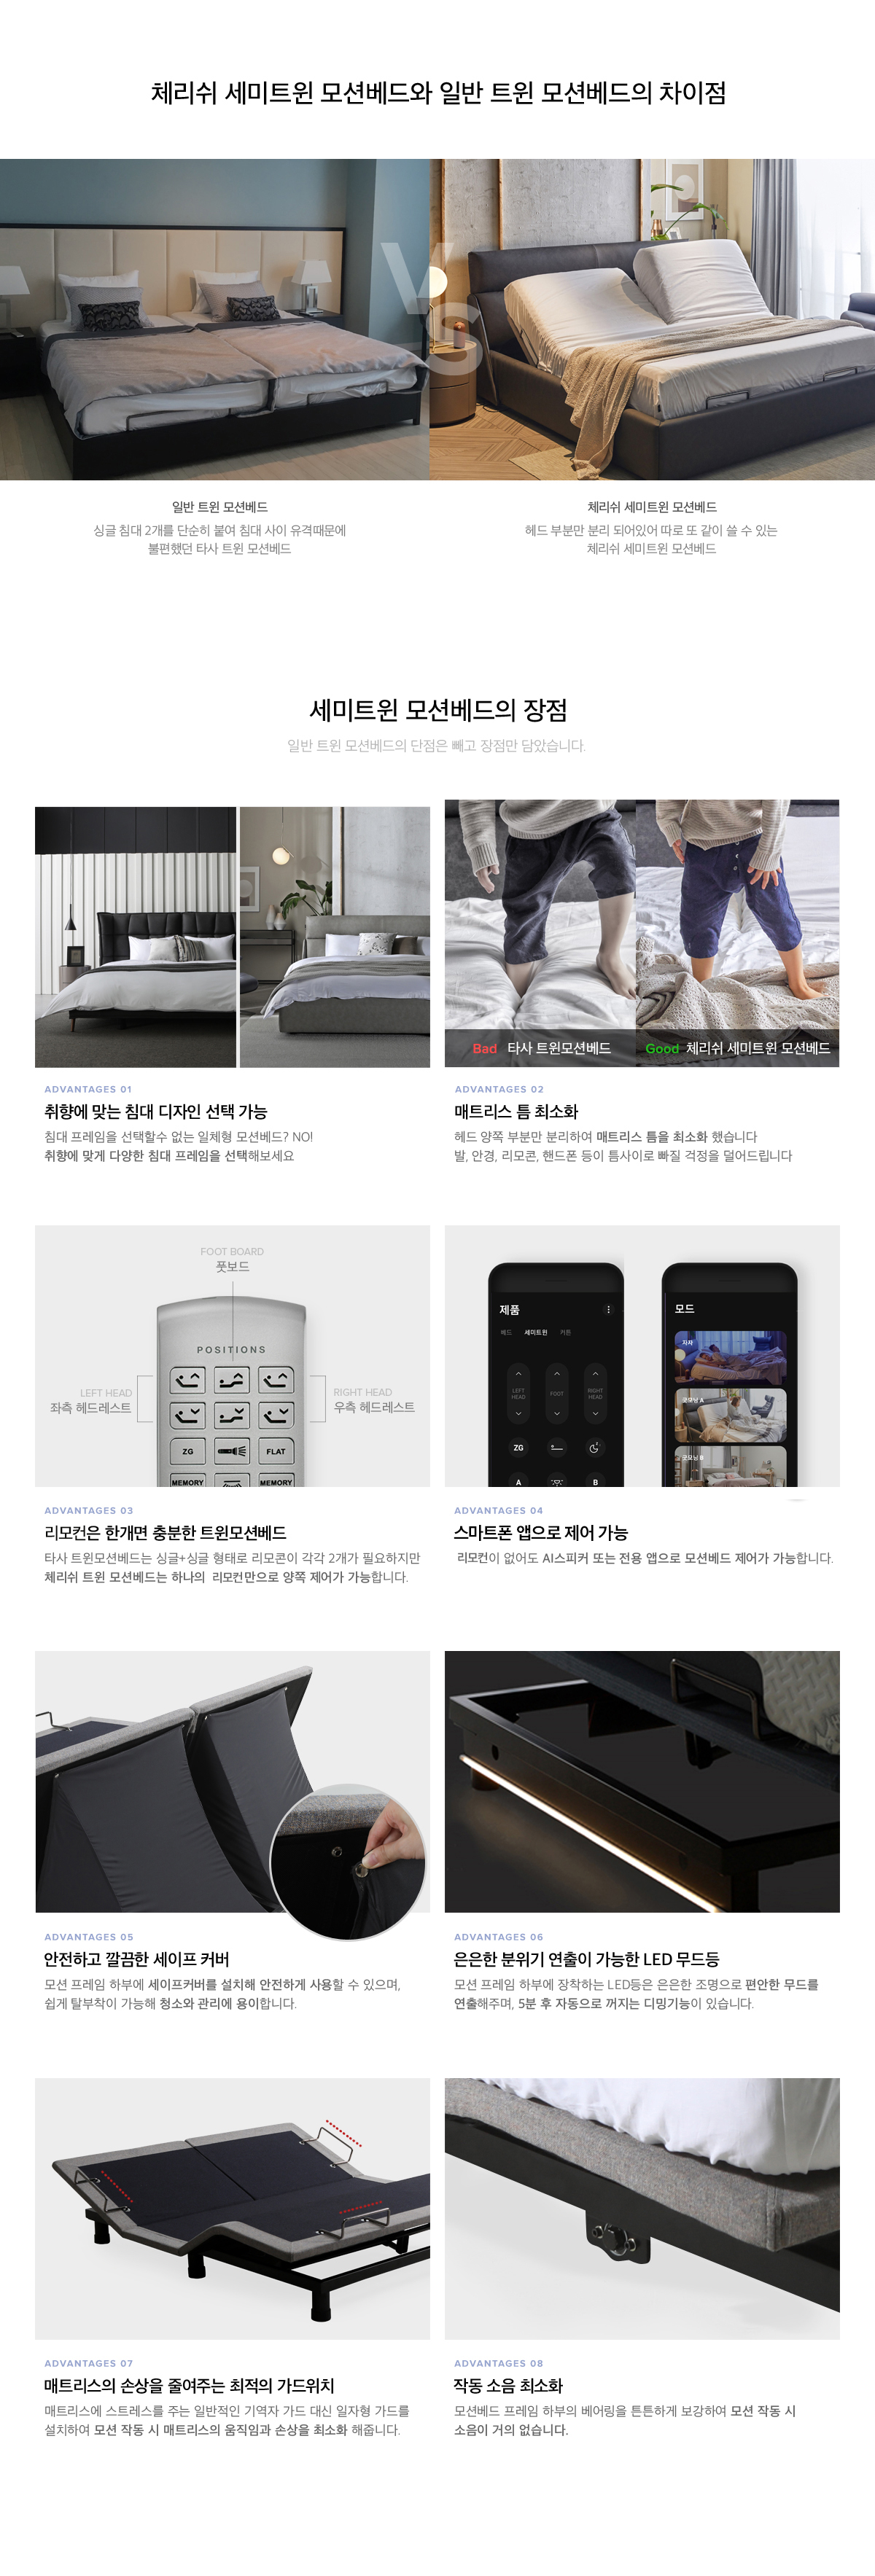 체리쉬 세미트윈 모션베드와 일반 트윈 모션베드의 차이점
VS
일반 트윈 모션베드
싱글 침대 2개를 단순히 붙여 침대 사이 유격때문에
불편했던 타사 트윈 모션베드
체리쉬 세미트윈 모션베드
헤드 부분만 분리 되어있어 따로 또 같이 쓸 수 있는
체리쉬 세미트윈 모션베드
세미트윈 모션베드의 장점
일반 트윈 모션베드의 단점은 빼고 장점만 담았습니다.
Bad 타사 트윈모션베드
Good 체리쉬 세미트윈 모션베드
ADVANTAGES 01
취향에 맞는 침대 디자인 선택 가능
침대 프레임을 선택할수 없는 일체형 모션베드? NO!
취향에 맞게 다양한 침대 프레임을 선택해보세요
ADVANTAGES 02
매트리스 틈 최소화
헤드 양쪽 부분만 분리하여 매트리스 틈을 최소화 했습니다
발, 안경, 리모콘, 핸드폰 등이 틈사이로 빠질 걱정을 덜어드립니다
FOOT BOARD
풋보드
POSITIONS
LEFT HEAD
좌측 헤드레스트
RIGHT HEAD
우측 헤드레스트
ZG
FLAT
MEMORY
MEMORY
제품
베드 세미트윈 커튼
LEFT HEAD
FOOT
RIGHT HEAD
ZG
A
B
모드
자자
굿모닝 A
굿모닝 B
ADVANTAGES 03
리모컨은 한개면 충분한 트윈모션베드
타사 트윈모션베드는 싱글+싱글 형태로 리모콘이 각각 2개가 필요하지만
체리쉬 트윈 모션베드는 하나의 리모컨만으로 양쪽 제어가 가능합니다.
ADVANTAGES 04
스마트폰 앱으로 제어 가능
리모컨이 없어도 AI스피커 또는 전용 앱으로 모션베드 제어가 가능합니다.
ADVANTAGES 05
안전하고 깔끔한 세이프 커버
모션 프레임 하부에 세이프커버를 설치해 안전하게 사용할 수 있으며,
쉽게 탈부착이 가능해 청소와 관리에 용이합니다.
ADVANTAGES 06
은은한 분위기 연출이 가능한 LED 무드등
모션 프레임 하부에 장착하는 LED등은 은은한 조명으로 편안한 무드를
연출해주며, 5분 후 자동으로 꺼지는 디밍기능이 있습니다.
ADVANTAGES 07
매트리스의 손상을 줄여주는 최적의 가드위치
매트리스에 스트레스를 주는 일반적인 기역자 가드 대신 일자형 가드를
설치하여 모션 작동 시 매트리스의 움직임과 손상을 최소화 해줍니다.
ADVANTAGES 08
작동 소음 최소화
모션베드 프레임 하부의 베어링을 튼튼하게 보강하여 모션 작동 시
소음이 거의 없습니다.